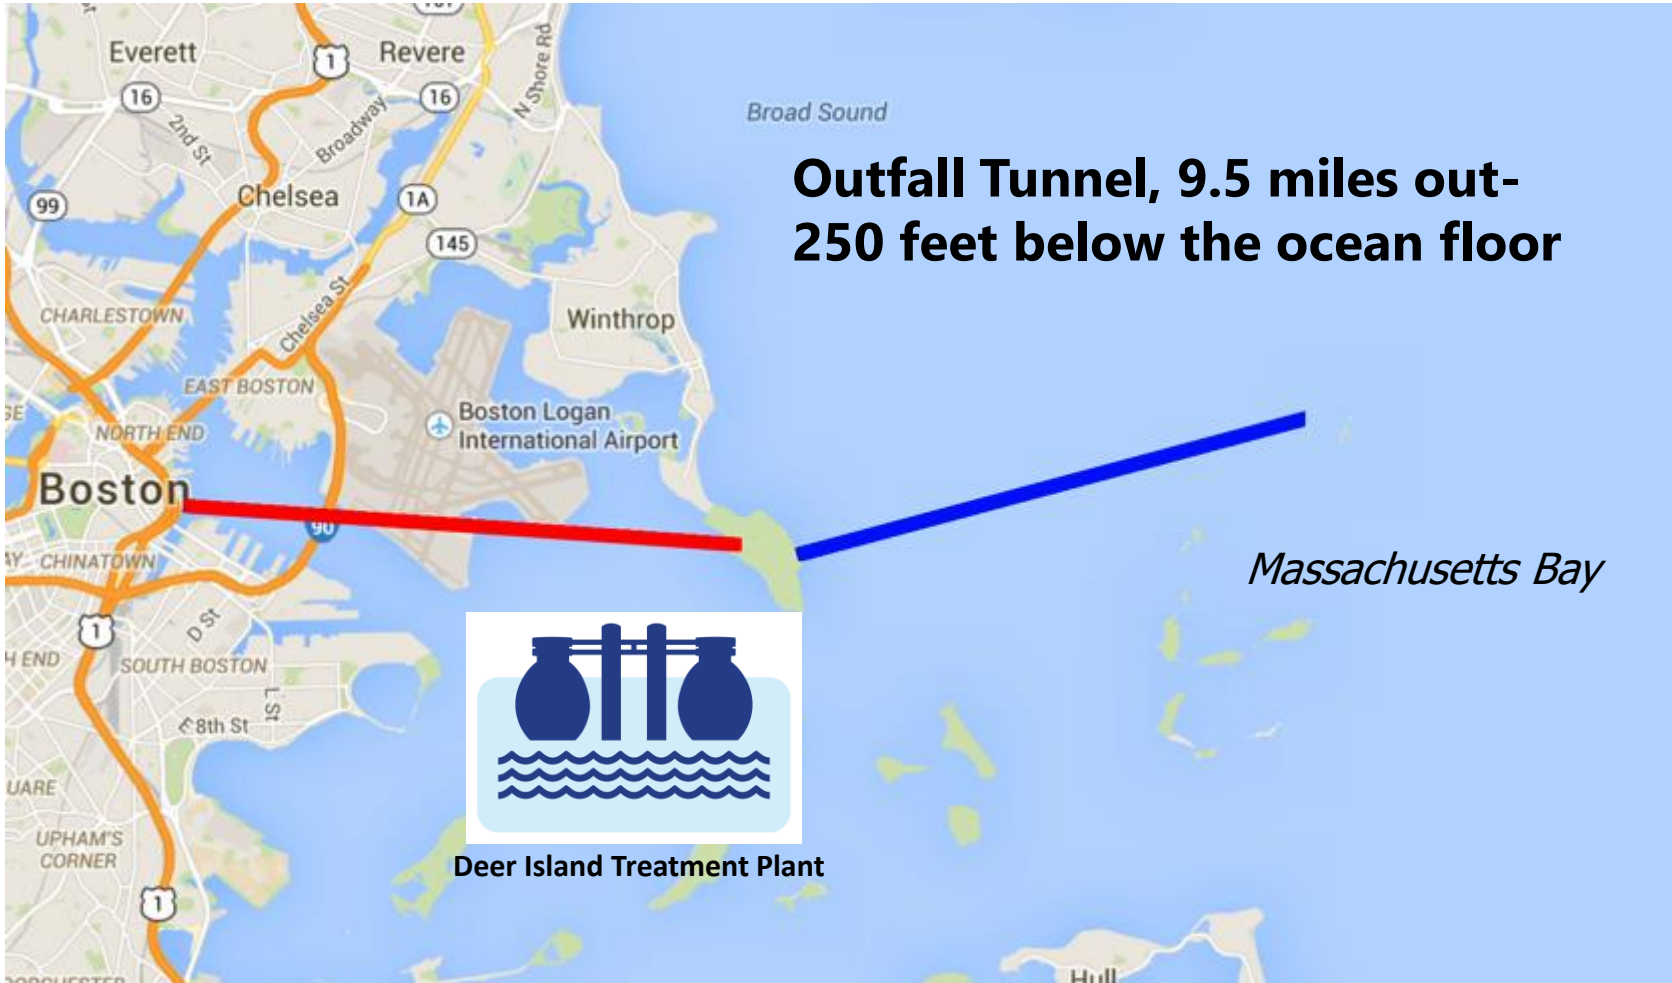 Everett
Revere
1
107
16
16
2nd St
Broadway
N Shore Rd
Broad Sound
Outfall Tunnel, 9.5 miles out-
250 feet below the ocean floor
99
Chelsea
1A
145
CHARLESTOWN
Chelsea St
Winthrop
EAST BOSTON
Boston Logan
International Airport
NORTH END
Boston
90
CHINATOWN
Massachusetts Bay
1
D St
SOUTH BOSTON
L St
E 8th St
UPHAM'S
CORNER
Deer Island Treatment Plant
1
Hull